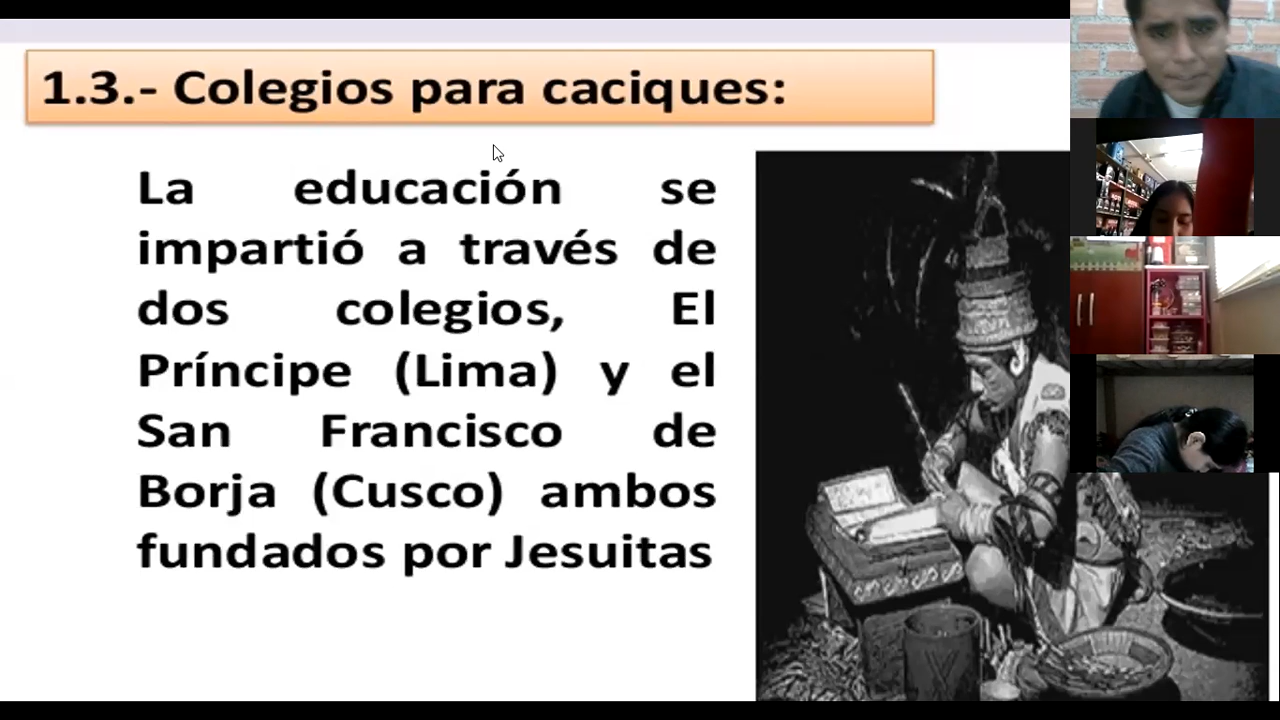 1.3.- Colegios para caciques:
La educación se
impartió a través de
dos colegios, El
Príncipe (Lima) y el
San Francisco de
Borja (Cusco) ambos
fundados por Jesuitas